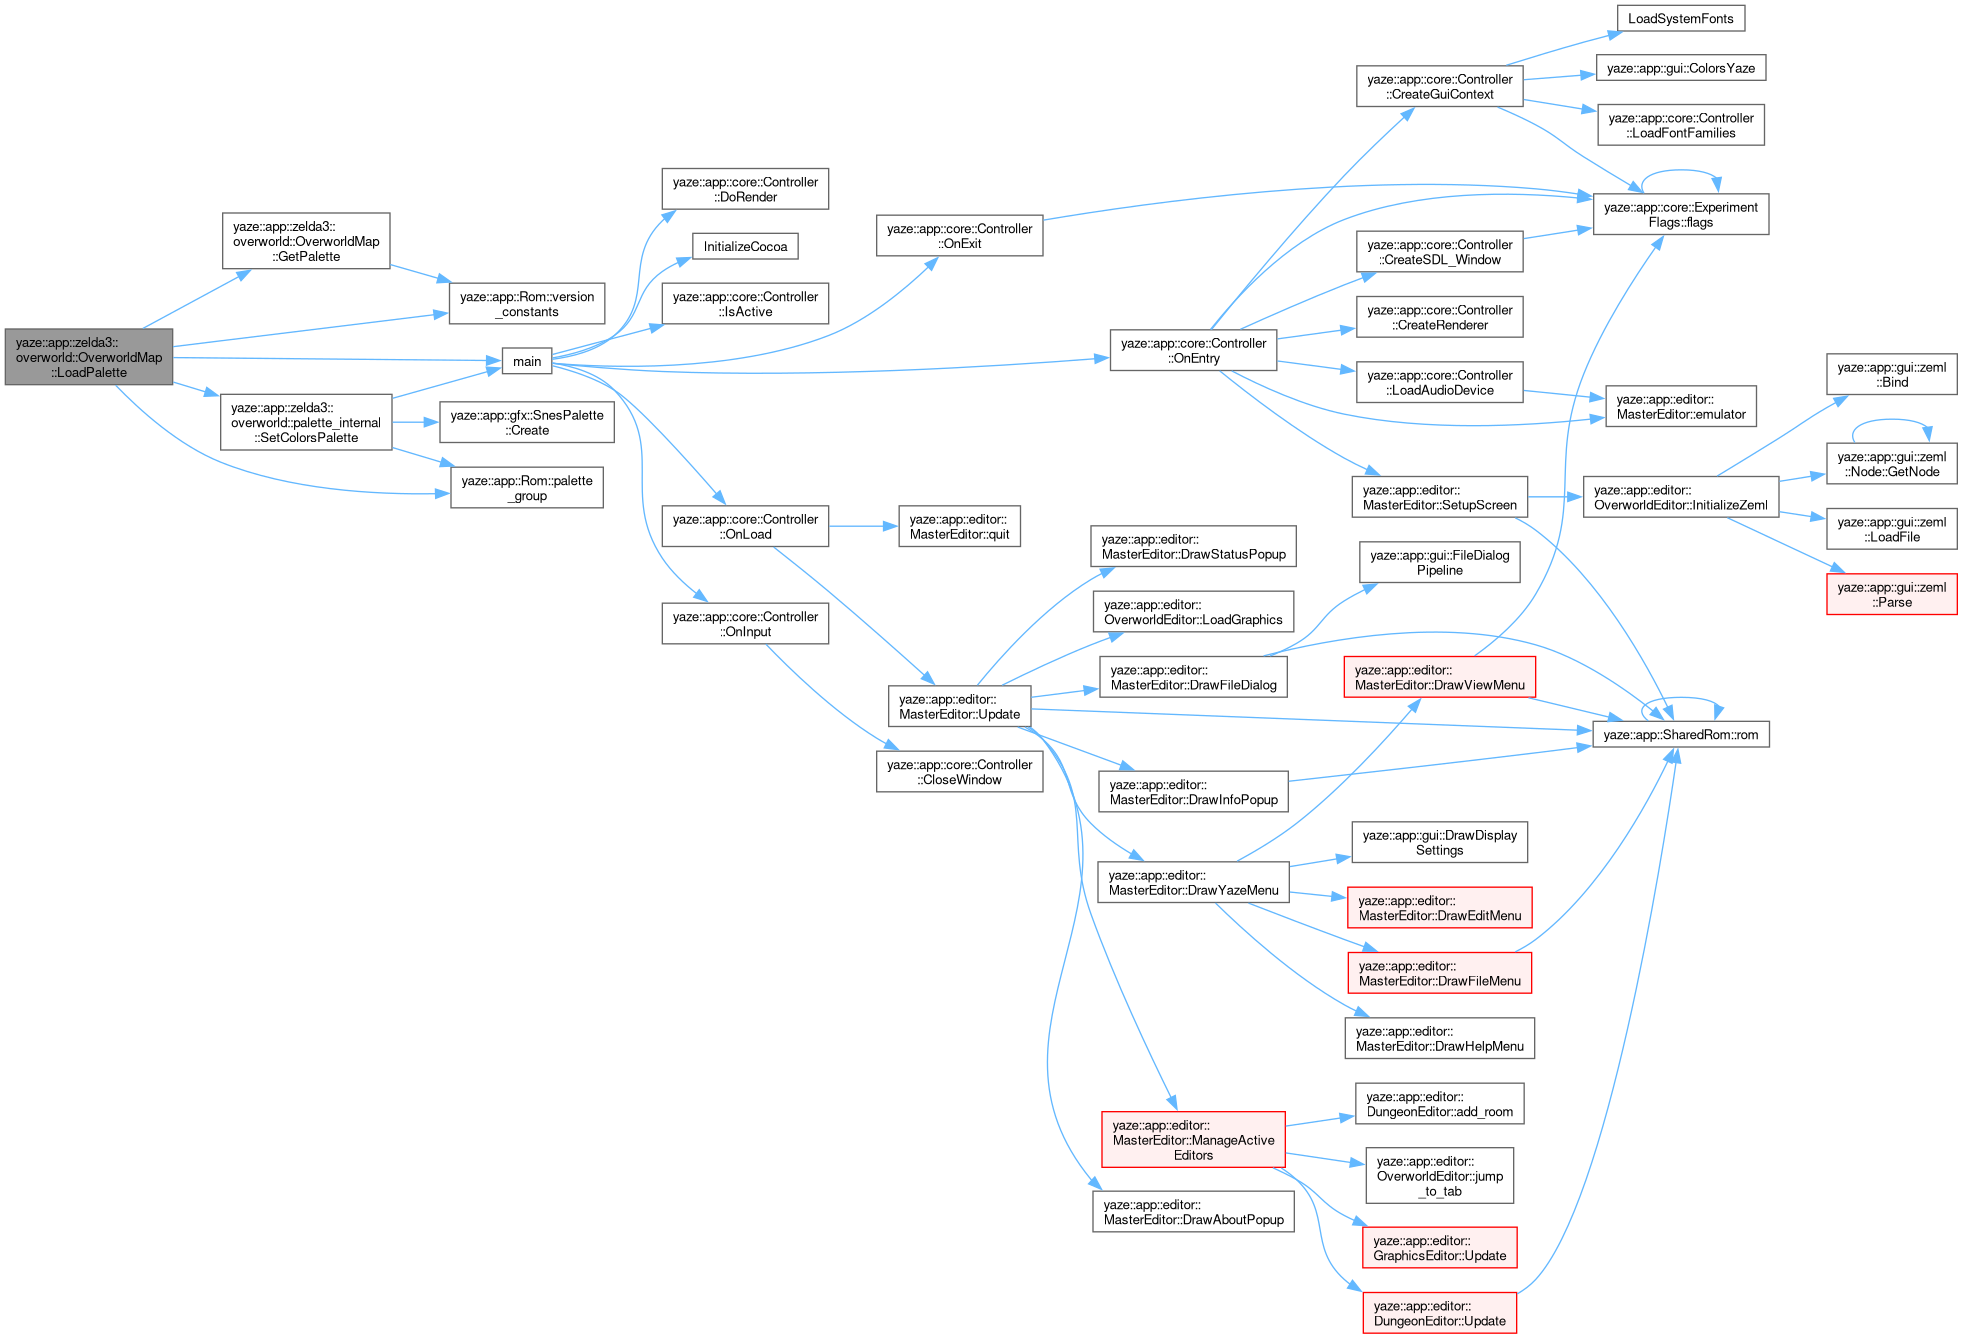 yaze::app::zelda3::
overworld::OverworldMap
::LoadPalette
yaze::app::zelda3::
overworld::OverworldMap
::GetPalette
yaze::app::Rom::version
_constants
main
yaze::app::zelda3::
overworld::palette_internal
::SetColorsPalette
yaze::app::gfx::SnesPalette
::Create
yaze::app::Rom::palette
_group
yaze::app::core::Controller
::DoRender
InitializeCocoa
yaze::app::core::Controller
::IsActive
yaze::app::core::Controller
::OnExit
yaze::app::core::Controller
::OnEntry
yaze::app::core::Controller
::OnLoad
yaze::app::core::Controller
::OnInput
yaze::app::editor::
MasterEditor::quit
yaze::app::editor::
MasterEditor::Update
yaze::app::core::Controller
::CloseWindow
yaze::app::core::Controller
::CreateGuiContext
LoadSystemFonts
yaze::app::gui::ColorsYaze
yaze::app::core::Controller
::LoadFontFamilies
yaze::app::core::Experiment
Flags::flags
yaze::app::core::Controller
::CreateSDL_Window
yaze::app::core::Controller
::CreateRenderer
yaze::app::core::Controller
::LoadAudioDevice
yaze::app::editor::
MasterEditor::emulator
yaze::app::editor::
MasterEditor::SetupScreen
yaze::app::editor::
OverworldEditor::InitializeZeml
yaze::app::gui::zeml
::Bind
yaze::app::gui::zeml
::Node::GetNode
yaze::app::gui::zeml
::LoadFile
yaze::app::gui::zeml
::Parse
yaze::app::editor::
MasterEditor::DrawStatusPopup
yaze::app::editor::
OverworldEditor::LoadGraphics
yaze::app::editor::
MasterEditor::DrawFileDialog
yaze::app::gui::FileDialog
Pipeline
yaze::app::editor::
MasterEditor::DrawViewMenu
yaze::app::SharedRom::rom
yaze::app::editor::
MasterEditor::DrawInfoPopup
yaze::app::editor::
MasterEditor::DrawYazeMenu
yaze::app::gui::DrawDisplay
Settings
yaze::app::editor::
MasterEditor::DrawEditMenu
yaze::app::editor::
MasterEditor::DrawFileMenu
yaze::app::editor::
MasterEditor::DrawHelpMenu
yaze::app::editor::
MasterEditor::ManageActive
Editors
yaze::app::editor::
DungeonEditor::add_room
yaze::app::editor::
OverworldEditor::jump
_to_tab
yaze::app::editor::
MasterEditor::DrawAboutPopup
yaze::app::editor::
GraphicsEditor::Update
yaze::app::editor::
DungeonEditor::Update